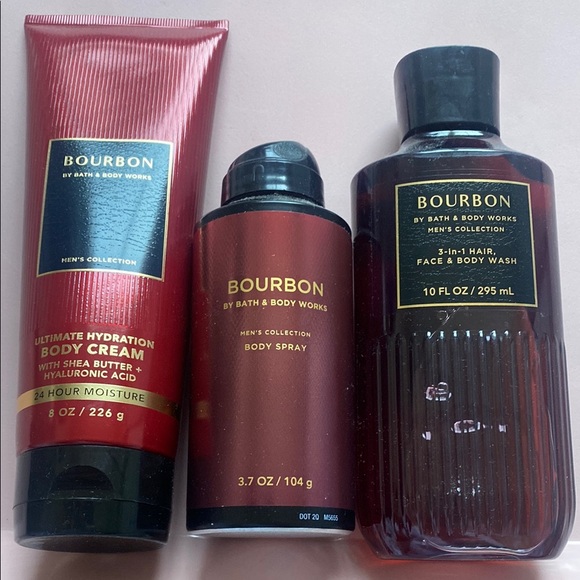 BOURBON
BY BATH & BODY WORKS
MEN'S COLLECTION
ULTIMATE HYDRATION
BODY CREAM
WITH SHEA BUTTER +
HYALURONIC ACID
24 HOUR MOISTURE
8 OZ / 226 g
BOURBON
BY BATH & BODY WORKS
MEN'S COLLECTION
BODY SPRAY
3.7 OZ / 104 g
DOT 2Q M5655
BOURBON
BY BATH & BODY WORKS
MEN'S COLLECTION
3-in-1 HAIR,
FACE & BODY WASH
10 FL OZ / 295 mL